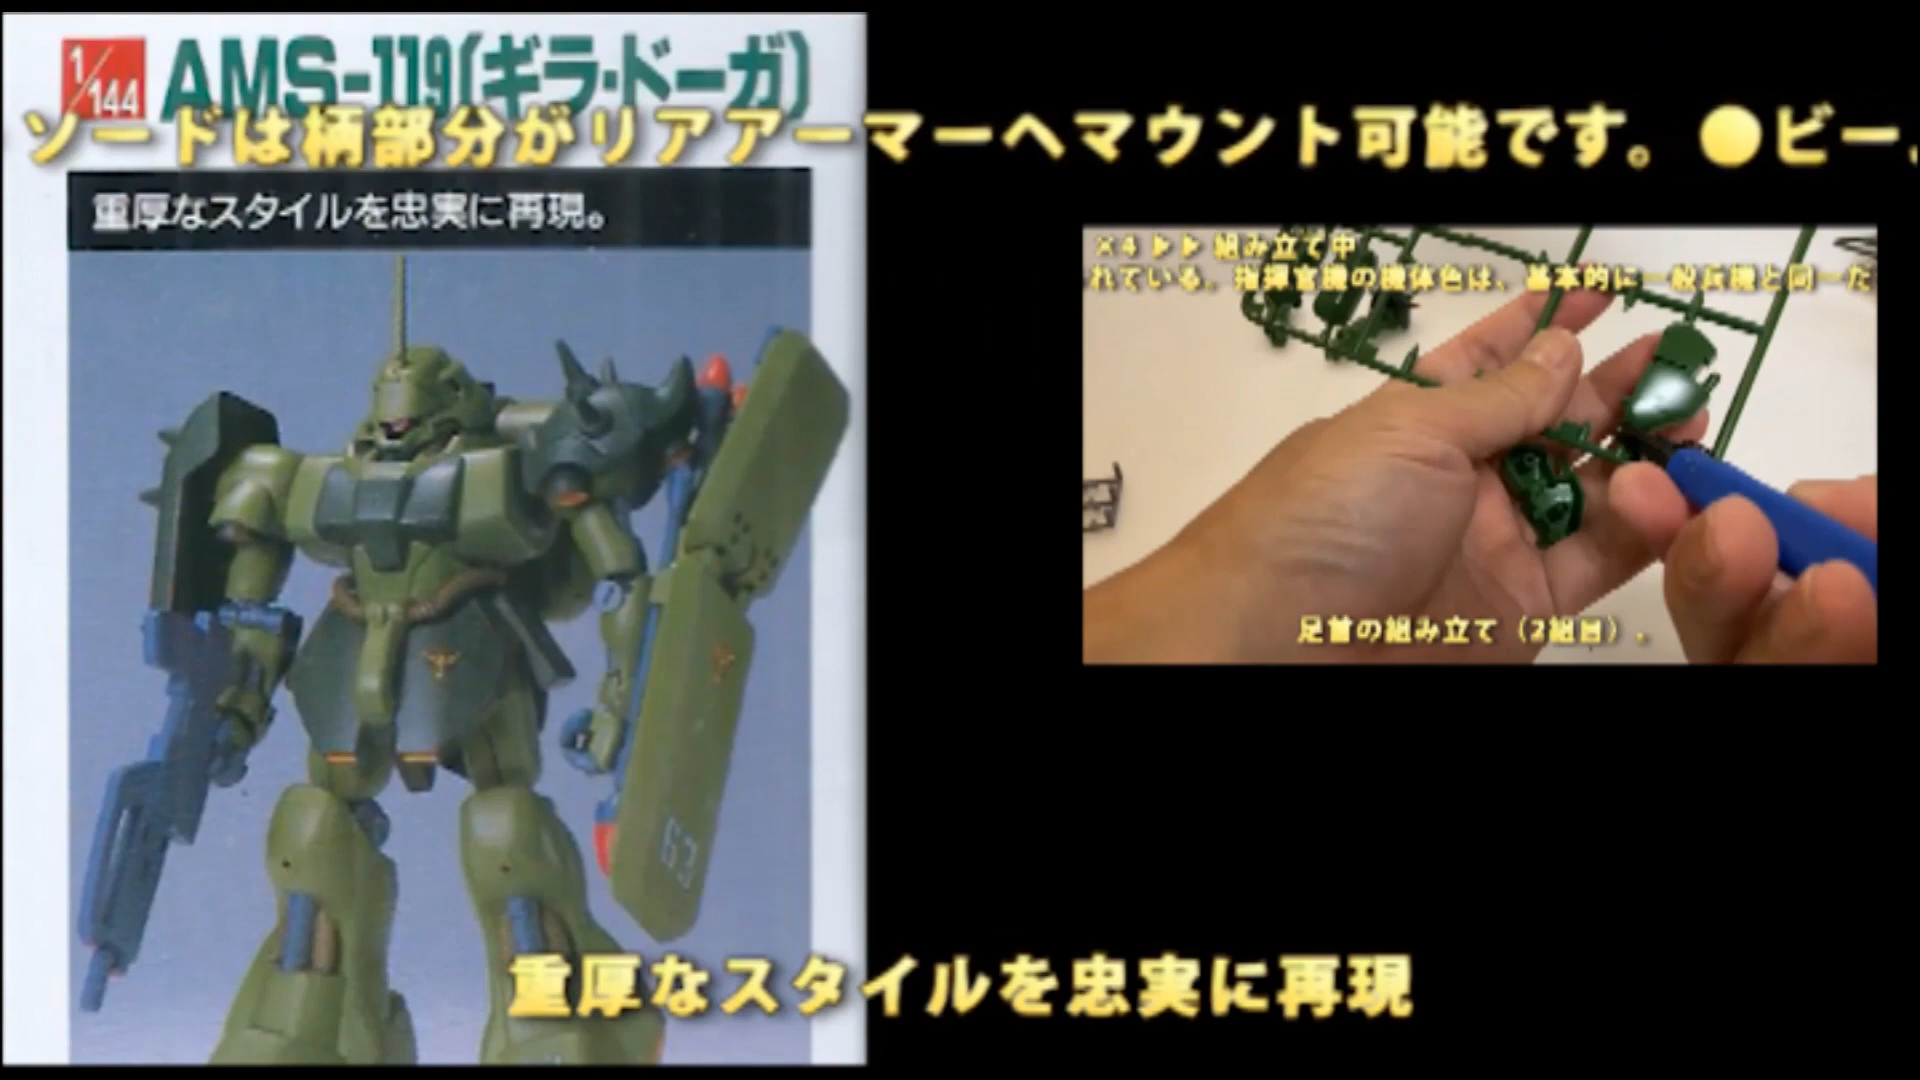 1/144 AMS-119(ギラ・ドーガ)
ソードは柄部分がリアアーマーへマウント可能です。●ビー
重厚なスタイルを忠実に再現。
×4 ▶▶ 組み立て中
れている。指揮官機の機体色は、基本的に一般兵機と同一だ
63
足首の組み立て（2組目）.
重厚なスタイルを忠実に再現